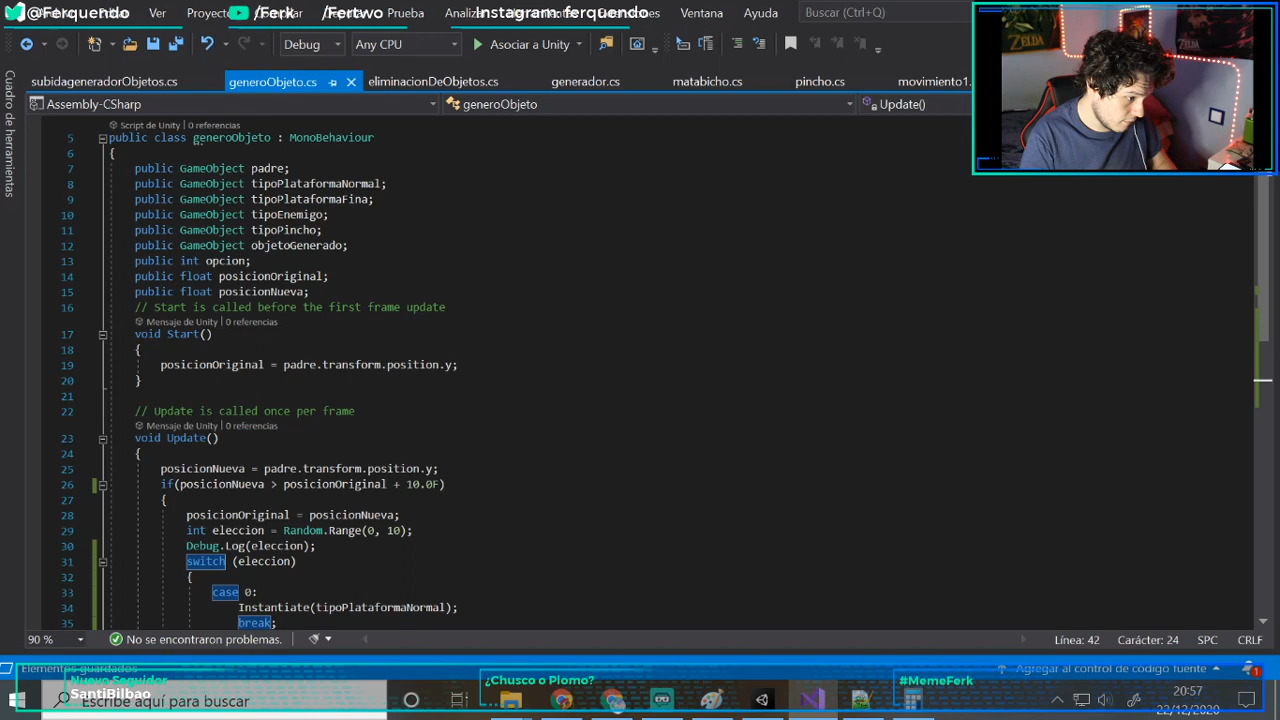 @Ferquendo
/Ferk
/Fertwo
Instagram: ferquendo
Ver
Proyecto
Prueba
Analiza
Ventana
Ayuda
Buscar (Ctrl+Q)
Debug
Any CPU
Asociar a Unity
Cuadro de herramientas
subidageneradorObjetos.cs
generoObjeto.cs
eliminacionDeObjetos.cs
generador.cs
matabicho.cs
pincho.cs
movimiento1.
Assembly-CSharp
generoObjeto
Update()
Script de Unity | 0 referencias
5 public class generoObjeto : MonoBehaviour
6 {
7 public GameObject padre;
8 public GameObject tipoPlataformaNormal;
9 public GameObject tipoPlataformaFina;
10 public GameObject tipoEnemigo;
11 public GameObject tipoPincho;
12 public GameObject objetoGenerado;
13 public int opcion;
14 public float posicionOriginal;
15 public float posicionNueva;
16 // Start is called before the first frame update
Mensaje de Unity | 0 referencias
17 void Start()
18 {
19 posicionOriginal = padre.transform.position.y;
20 }
21
22 // Update is called once per frame
Mensaje de Unity | 0 referencias
23 void Update()
24 {
25 posicionNueva = padre.transform.position.y;
26 if(posicionNueva > posicionOriginal + 10.0F)
27 {
28 posicionOriginal = posicionNueva;
29 int eleccion = Random.Range(0, 10);
30 Debug.Log(eleccion);
31 switch (eleccion)
32 {
33 case 0:
34 Instantiate(tipoPlataformaNormal);
35 break;
90 %
No se encontraron problemas.
Línea: 42
Carácter: 24
SPC
CRLF
Elementos guardados
Agregar al control de código fuente
1
Nuevo Seguidor
SantiBilbao
¿Chusco o Plomo?
#MemeFerk
Escribe aquí para buscar
20:57
22/12/2020
ZELDA